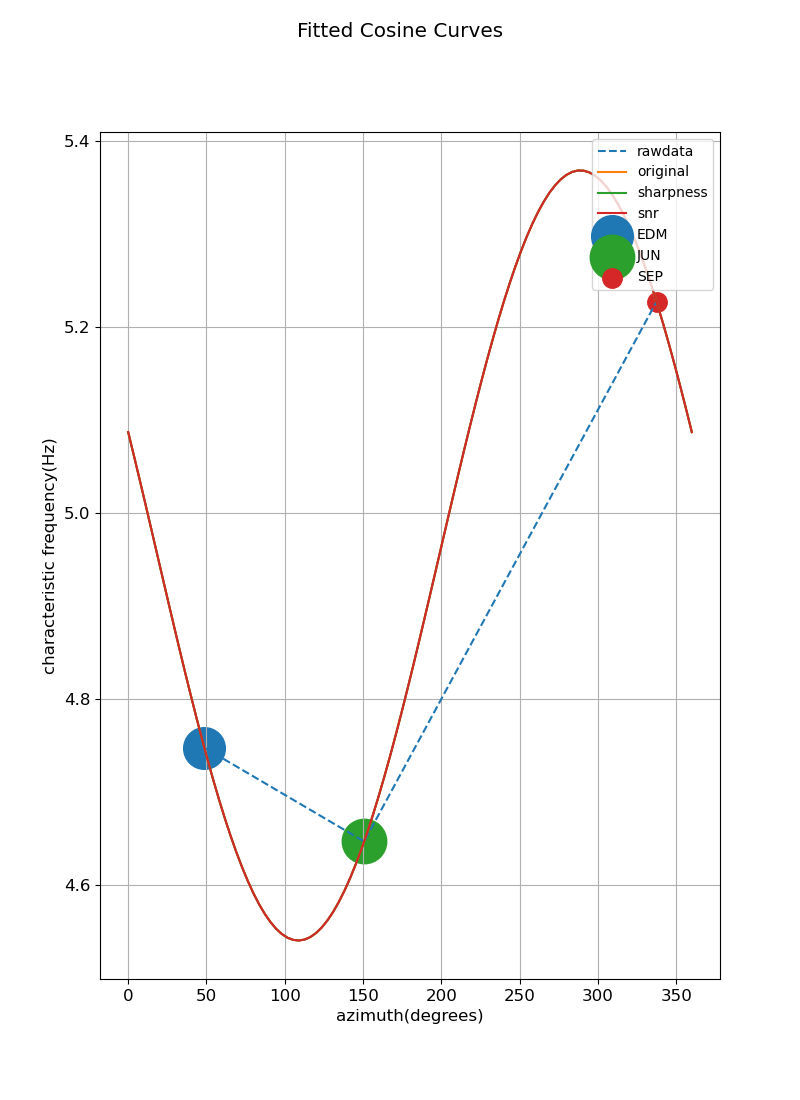 Fitted Cosine Curves
5.4
5.2
5.0
4.8
4.6
characteristic frequency(Hz)
rawdata
original
sharpness
snr
EDM
JUN
SEP
0 50 100 150 200 250 300 350
azimuth(degrees)